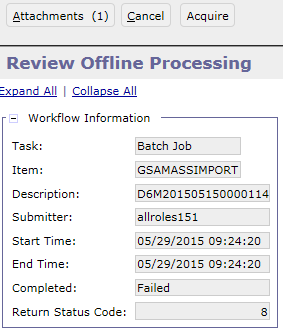 Attachments (1) Cancel Acquire
Review Offline Processing
Expand All | Collapse All
Workflow Information
Task: Batch Job
Item: GSAMASSIMPORT
Description: D6M201505150000114
Submitter: allroles151
Start Time: 05/29/2015 09:24:20
End Time: 05/29/2015 09:24:20
Completed: Failed
Return Status Code: 8